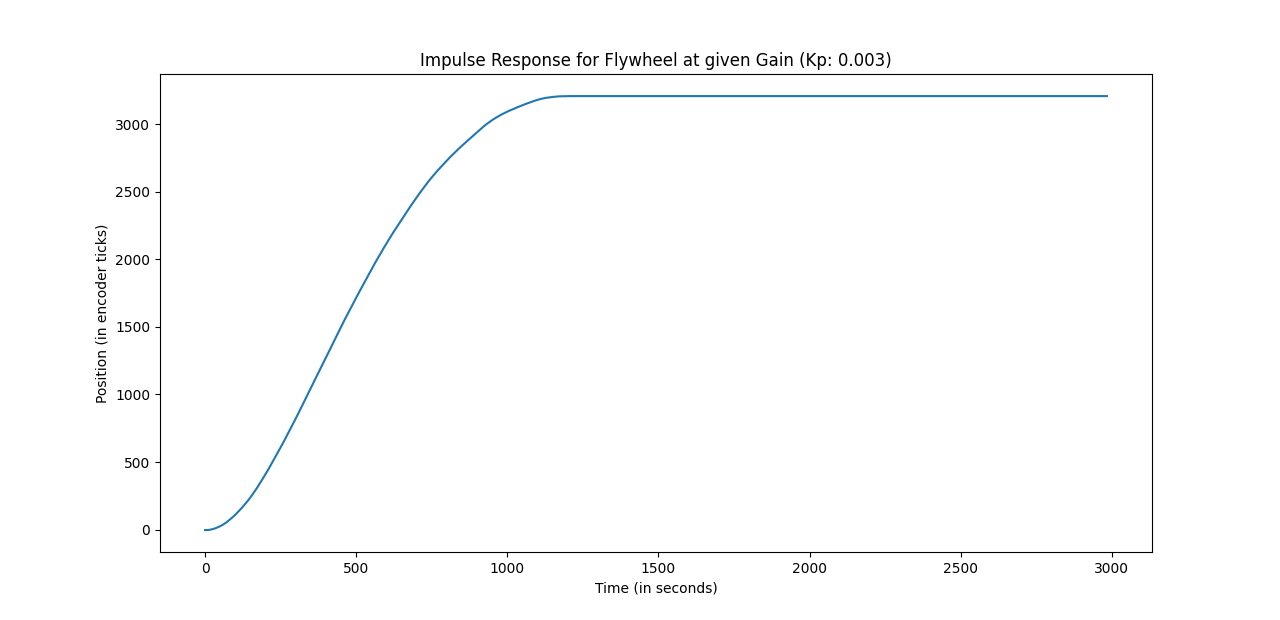 Impulse Response for Flywheel at given Gain (Kp: 0.003)
3000
2500
2000
1500
1000
500
0
Position (in encoder ticks)
0 500 1000 1500 2000 2500 3000
Time (in seconds)